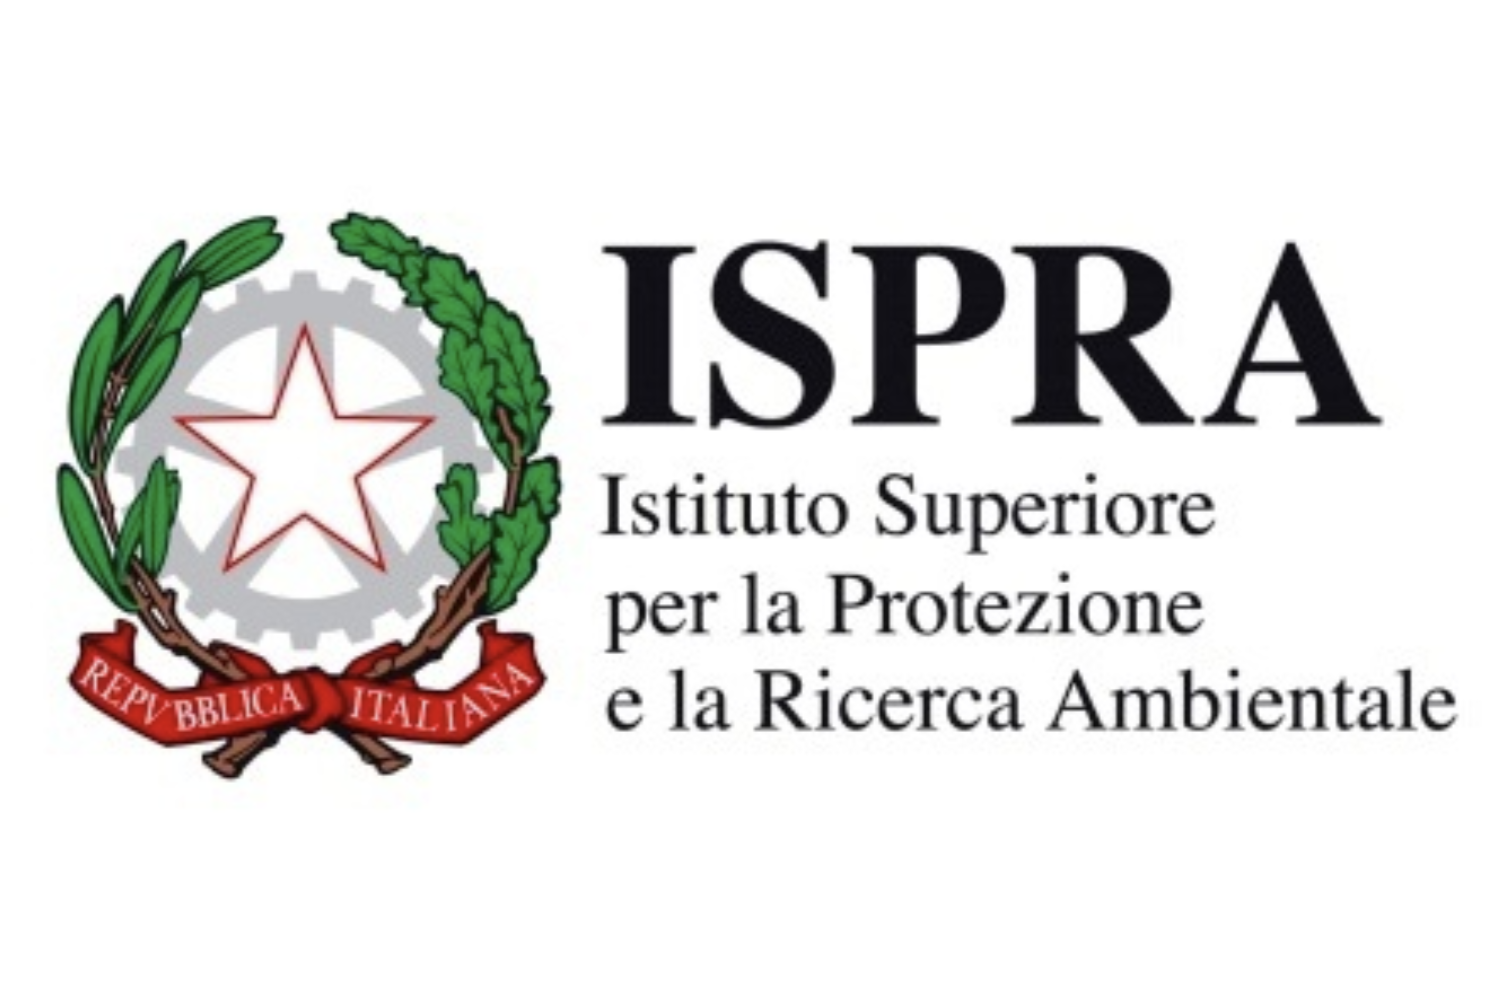 ISPRA
Istituto Superiore
per la Protezione
e la Ricerca Ambientale
REPVBBLICA ITALIANA